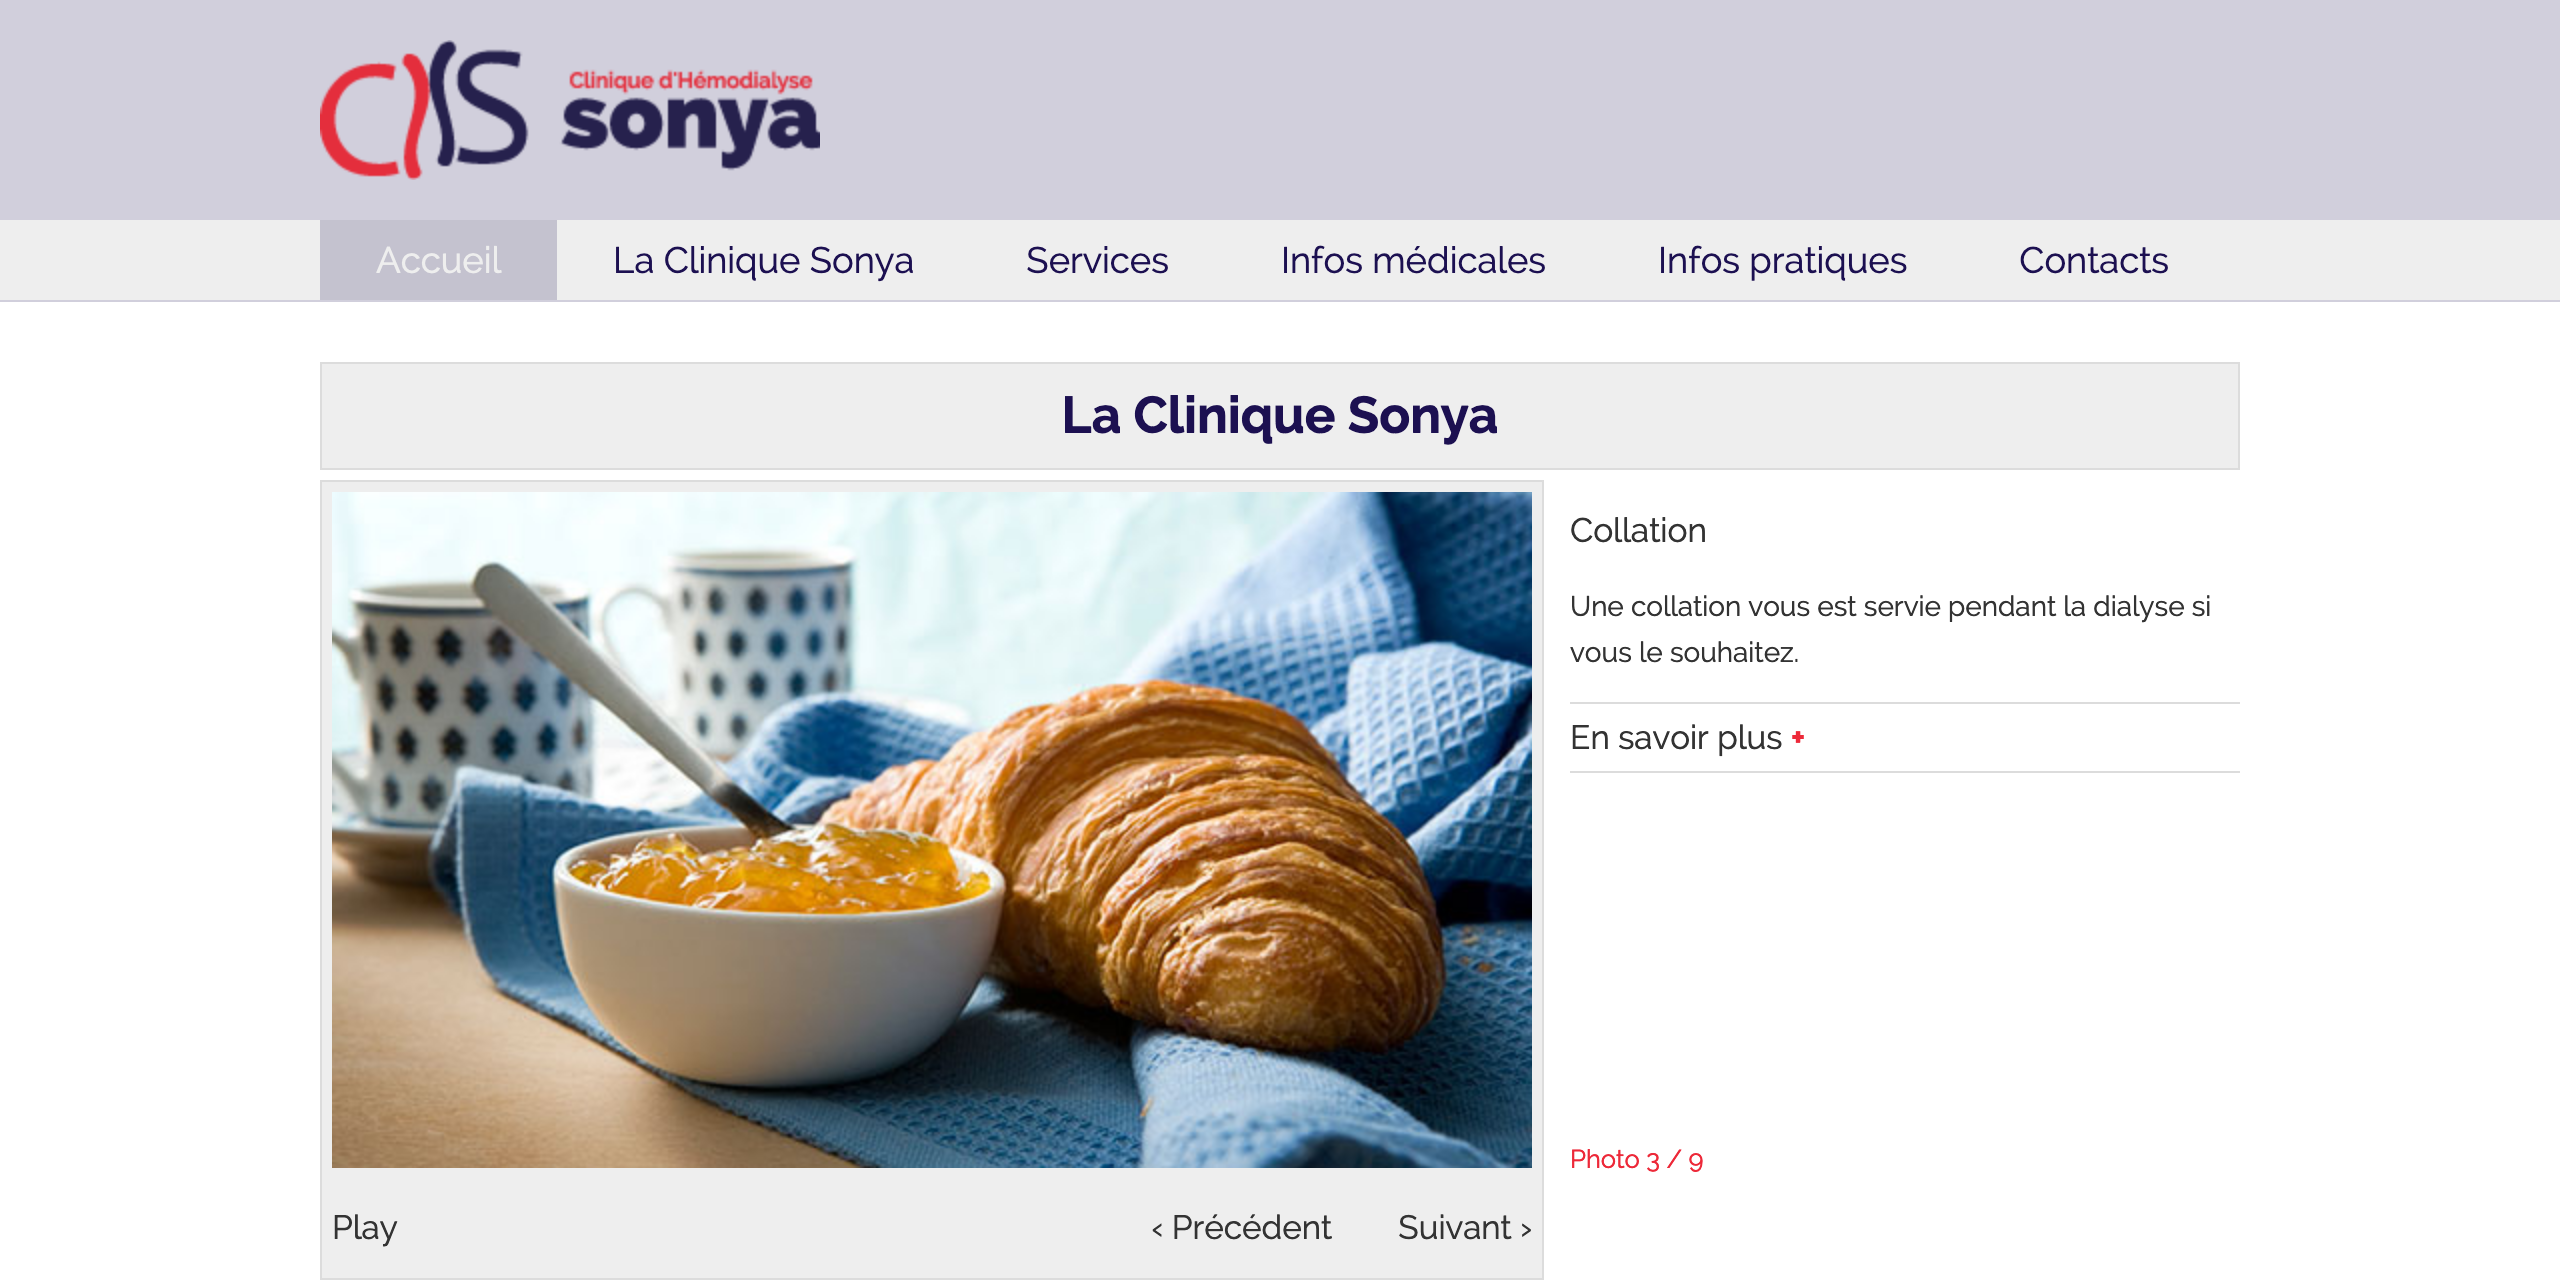 CHS
Clinique d'Hémodialyse
sonya
Accueil
La Clinique Sonya
Services
Infos médicales
Infos pratiques
Contacts
La Clinique Sonya
Collation
Une collation vous est servie pendant la dialyse si
vous le souhaitez.
En savoir plus +
Photo 3 / 9
Play
‹ Précédent
Suivant ›